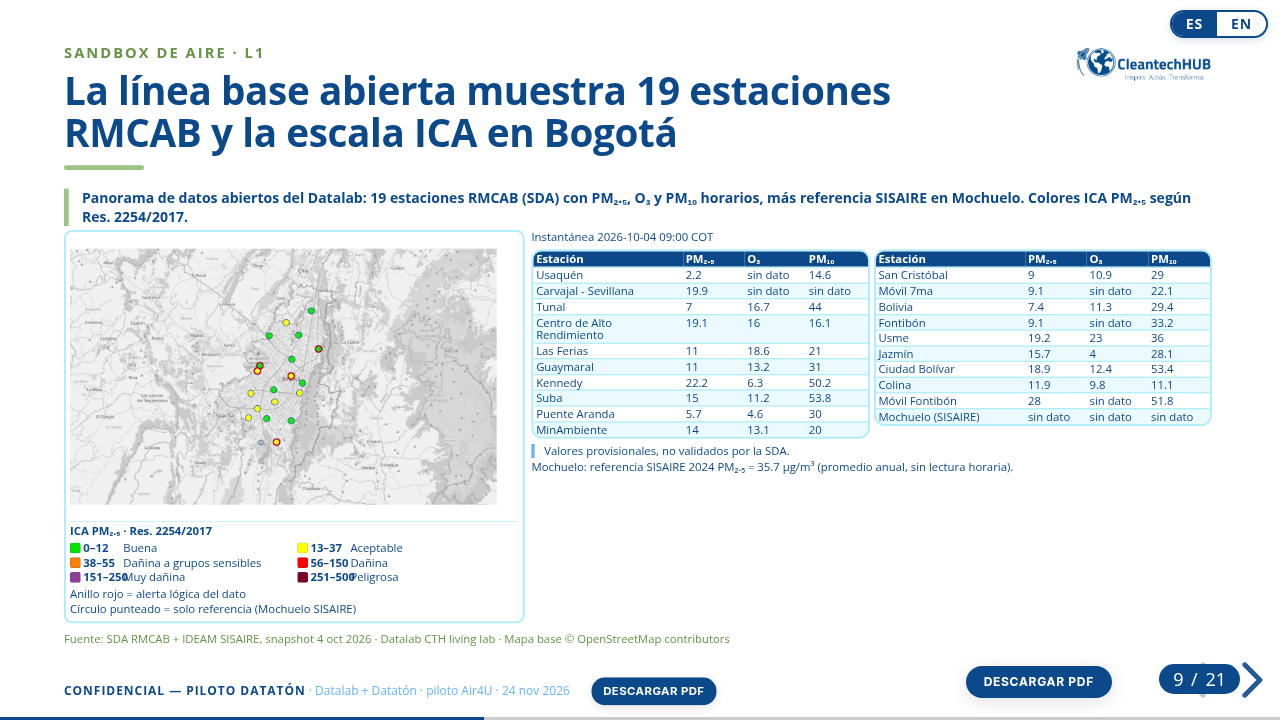 ES EN
SANDBOX DE AIRE · L1
CleantechHUB
Inspira. Actúa. Transforma.
La línea base abierta muestra 19 estaciones
RMCAB y la escala ICA en Bogotá
Panorama de datos abiertos del Datalab: 19 estaciones RMCAB (SDA) con PM₂.₅, O₃ y PM₁₀ horarios, más referencia SISAIRE en Mochuelo. Colores ICA PM₂.₅ según
Res. 2254/2017.
Instantánea 2026-10-04 09:00 COT
Estación PM₂.₅ O₃ PM₁₀
Usaquén 2.2 sin dato 14.6
Carvajal - Sevillana 19.9 sin dato sin dato
Tunal 7 16.7 44
Centro de Alto
Rendimiento 19.1 16 16.1
Las Ferias 11 18.6 21
Guaymaral 11 13.2 31
Kennedy 22.2 6.3 50.2
Suba 15 11.2 53.8
Puente Aranda 5.7 4.6 30
MinAmbiente 14 13.1 20
Estación PM₂.₅ O₃ PM₁₀
San Cristóbal 9 10.9 29
Móvil 7ma 9.1 sin dato 22.1
Bolivia 7.4 11.3 29.4
Fontibón 9.1 sin dato 33.2
Usme 19.2 23 36
Jazmín 15.7 4 28.1
Ciudad Bolívar 18.9 12.4 53.4
Colina 11.9 9.8 11.1
Móvil Fontibón 28 sin dato 51.8
Mochuelo (SISAIRE) sin dato sin dato sin dato
Valores provisionales, no validados por la SDA.
Mochuelo: referencia SISAIRE 2024 PM₂.₅ = 35.7 µg/m³ (promedio anual, sin lectura horaria).
Soacha
ICA PM₂.₅ · Res. 2254/2017
0–12 Buena 13–37 Aceptable
38–55 Dañina a grupos sensibles 56–150 Dañina
151–250 Muy dañina 251–500 Peligrosa
Anillo rojo = alerta lógica del dato
Círculo punteado = solo referencia (Mochuelo SISAIRE)
Fuente: SDA RMCAB + IDEAM SISAIRE, snapshot 4 oct 2026 · Datalab CTH living lab · Mapa base © OpenStreetMap contributors
CONFIDENCIAL — PILOTO DATATÓN · Datalab + Datatón · piloto Air4U · 24 nov 2026
DESCARGAR PDF
DESCARGAR PDF
9 / 21